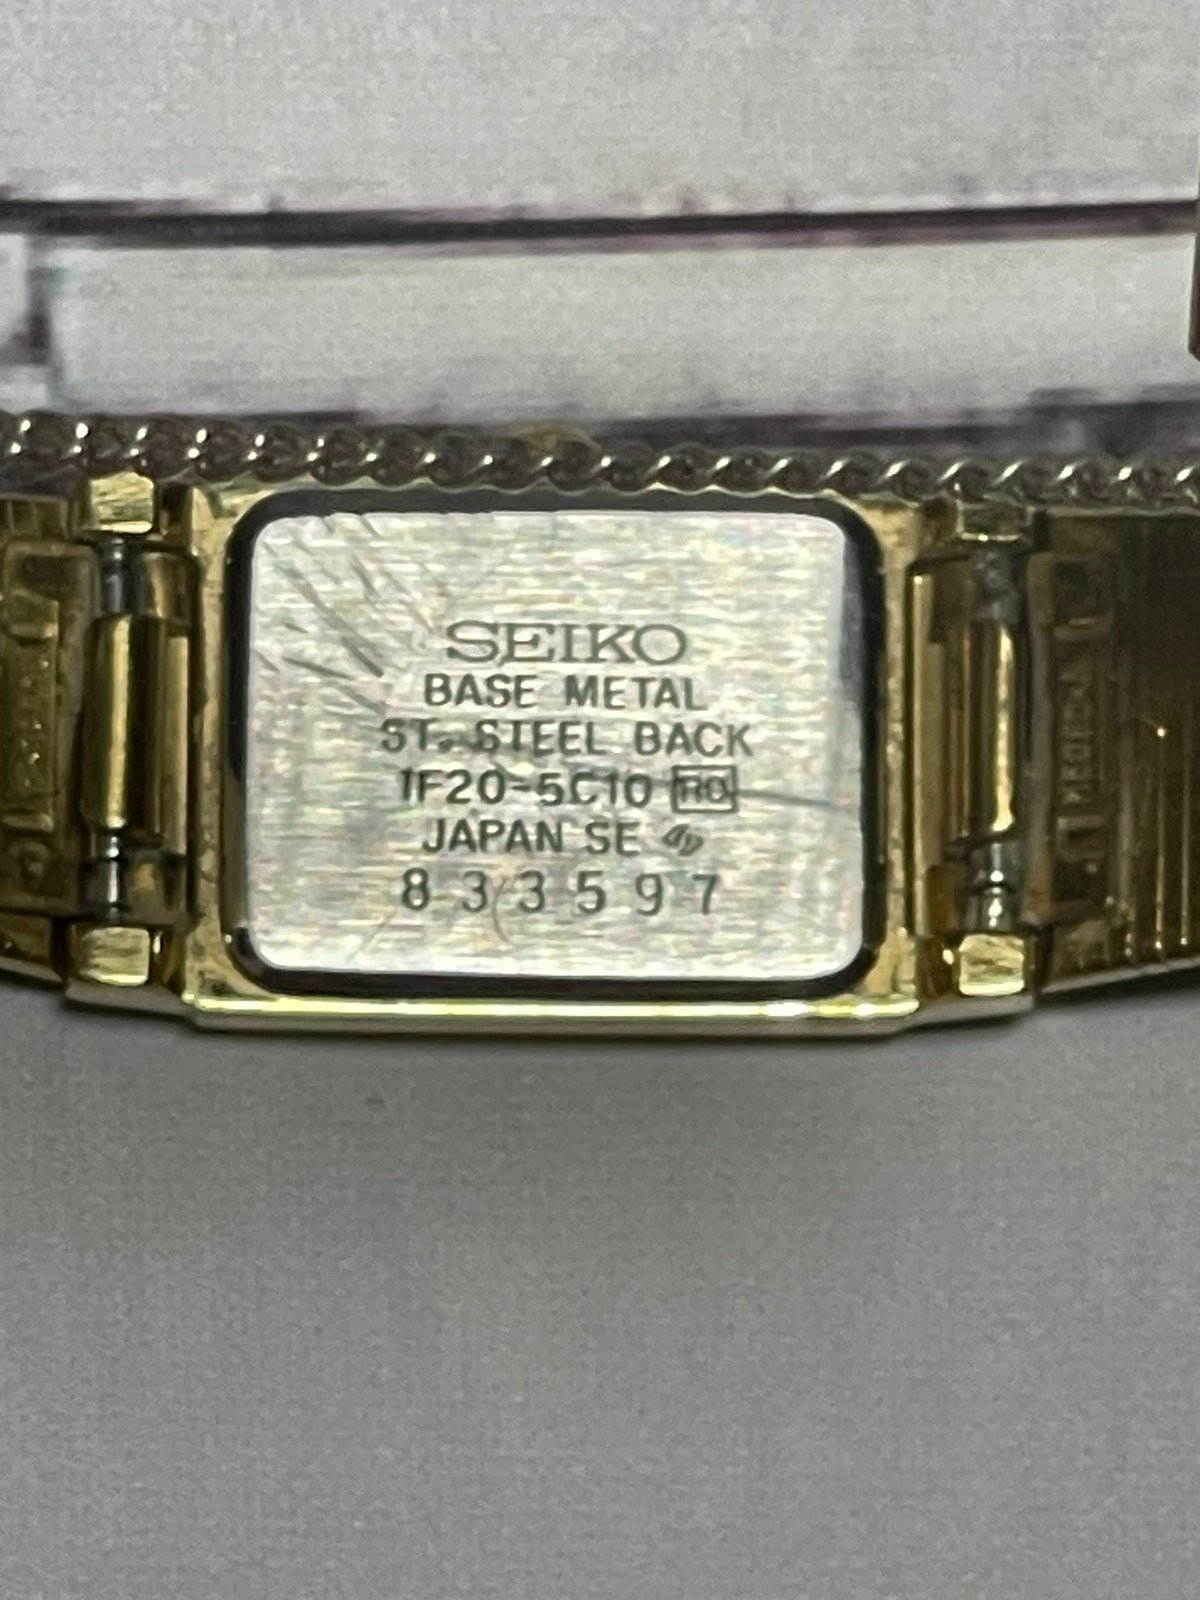 SEIKO
BASE METAL
ST. STEEL BACK
1F20-5C10 RO
JAPAN SE
833597